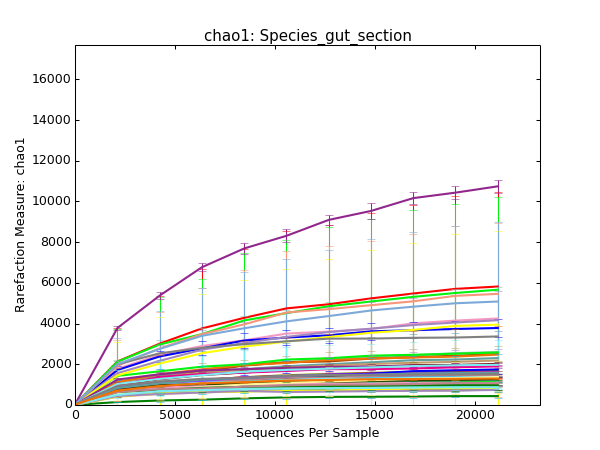 chao1: Species_gut_section
16000
14000
12000
10000
8000
6000
4000
2000
0
0 5000 10000 15000 20000
Rarefaction Measure: chao1
Sequences Per Sample